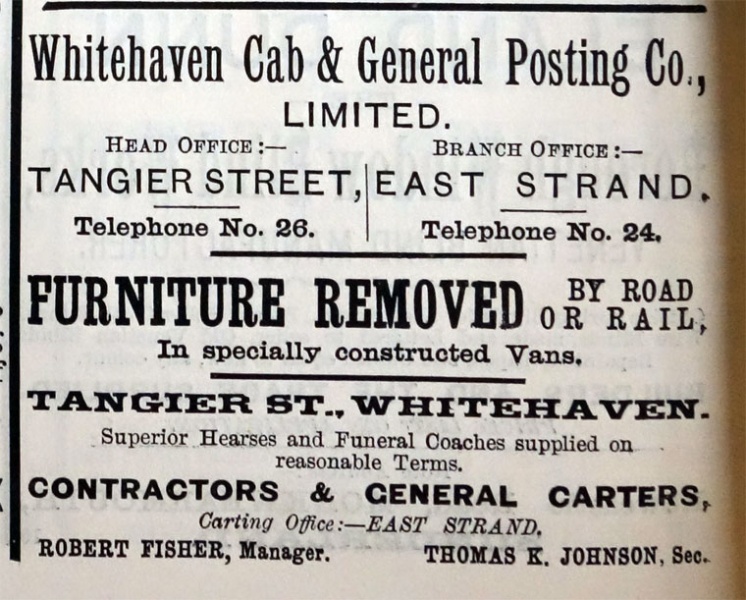 Whitehaven Cab & General Posting Co.,
LIMITED.
HEAD OFFICE:—
TANGIER STREET,
Telephone No. 26.
BRANCH OFFICE:—
EAST STRAND.
Telephone No. 24.
FURNITURE REMOVED BY ROAD OR RAIL,
In specially constructed Vans.
TANGIER ST., WHITEHAVEN.
Superior Hearses and Funeral Coaches supplied on
reasonable Terms.
CONTRACTORS & GENERAL CARTERS,
Carting Office:—EAST STRAND.
ROBERT FISHER, Manager. THOMAS K. JOHNSON, Sec.